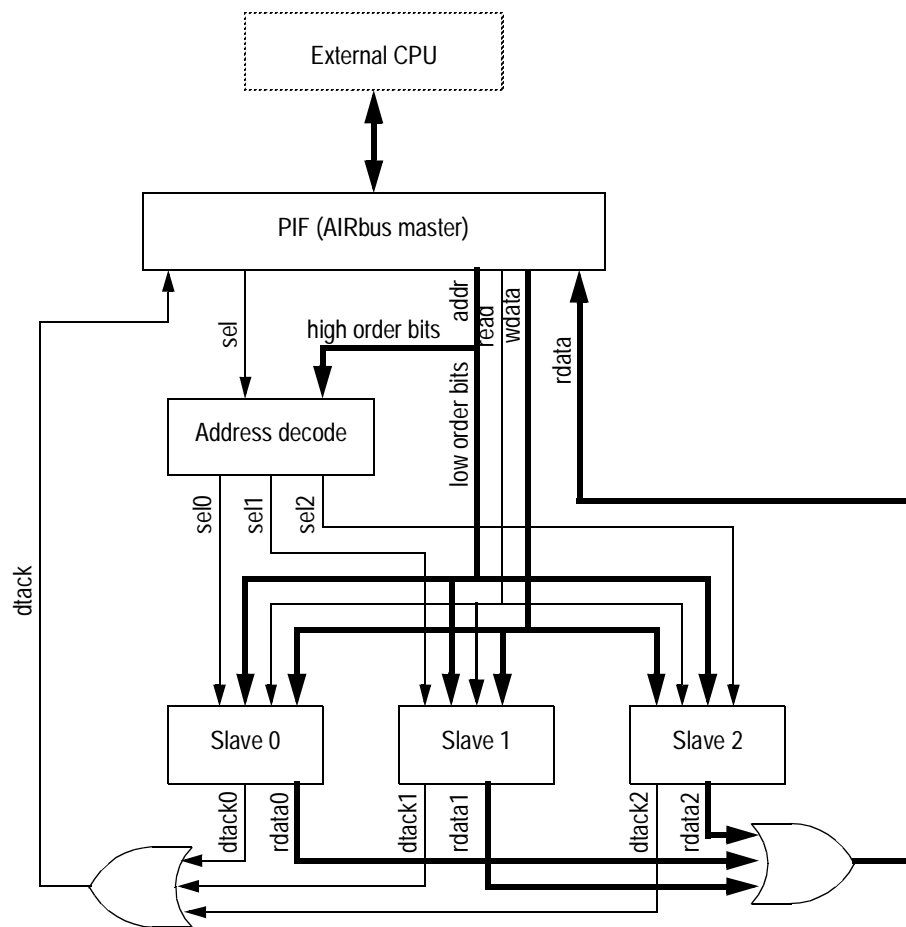 External CPU
PIF (AIRbus master)
sel
high order bits
addr
read
wdata
rdata
low order bits
Address decode
sel0
sel1
sel2
dtack
Slave 0
Slave 1
Slave 2
dtack0
rdata0
dtack1
rdata1
dtack2
rdata2